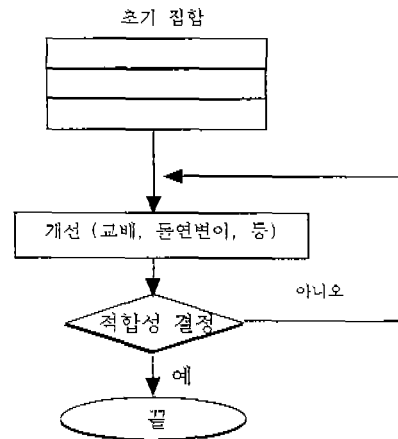 초기 집합
개선 (교배, 돌연변이, 등)
아니오
적합성 결정
예
끝